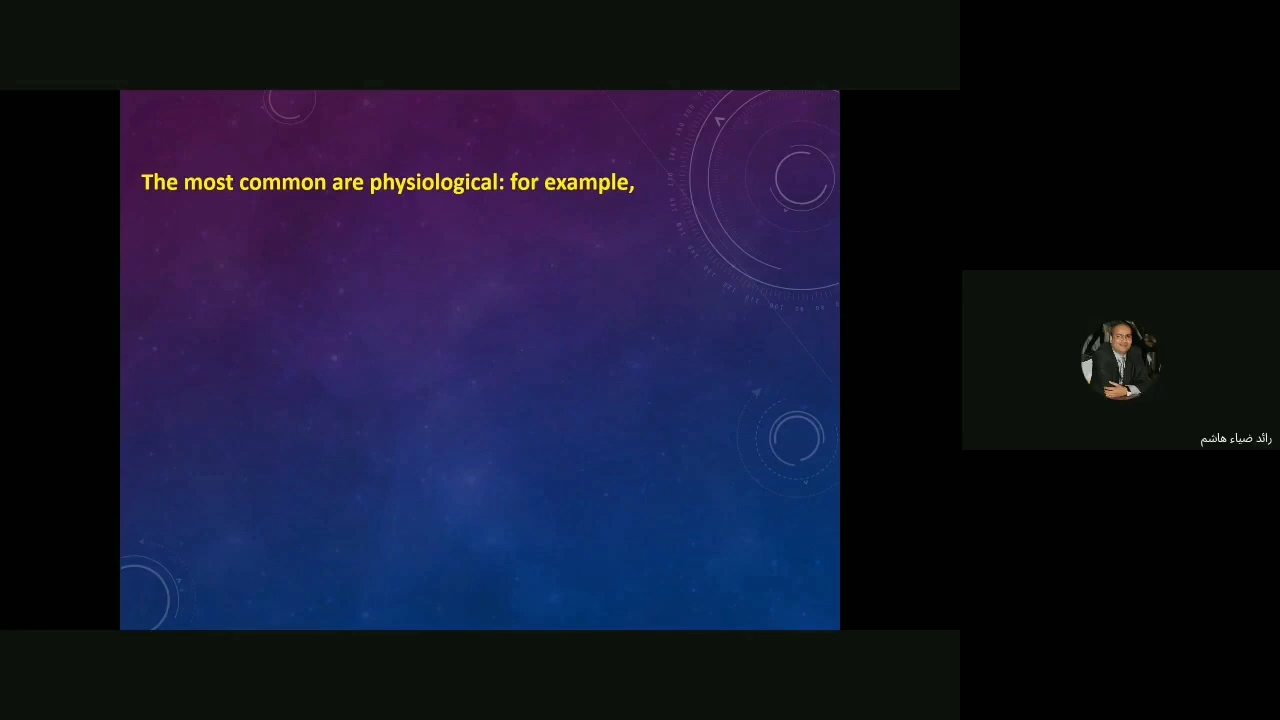 The most common are physiological: for example,
رائد ضياء هاشم